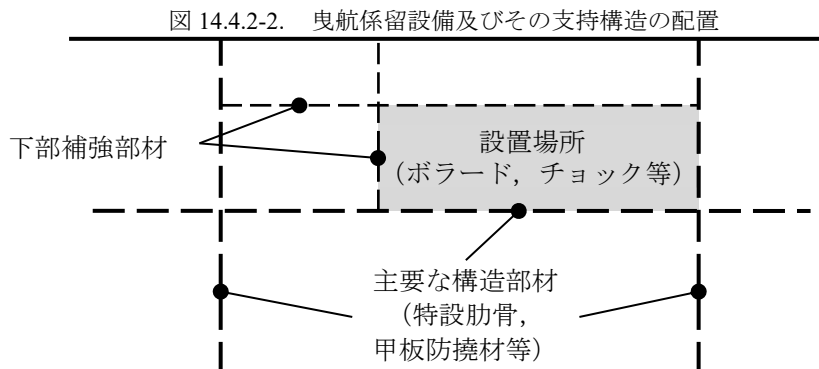 図 14.4.2-2. 曳航係留設備及びその支持構造の配置
下部補強部材
設置場所
（ボラード，チョック等）
主要な構造部材
（特設肋骨，
甲板防撓材等）